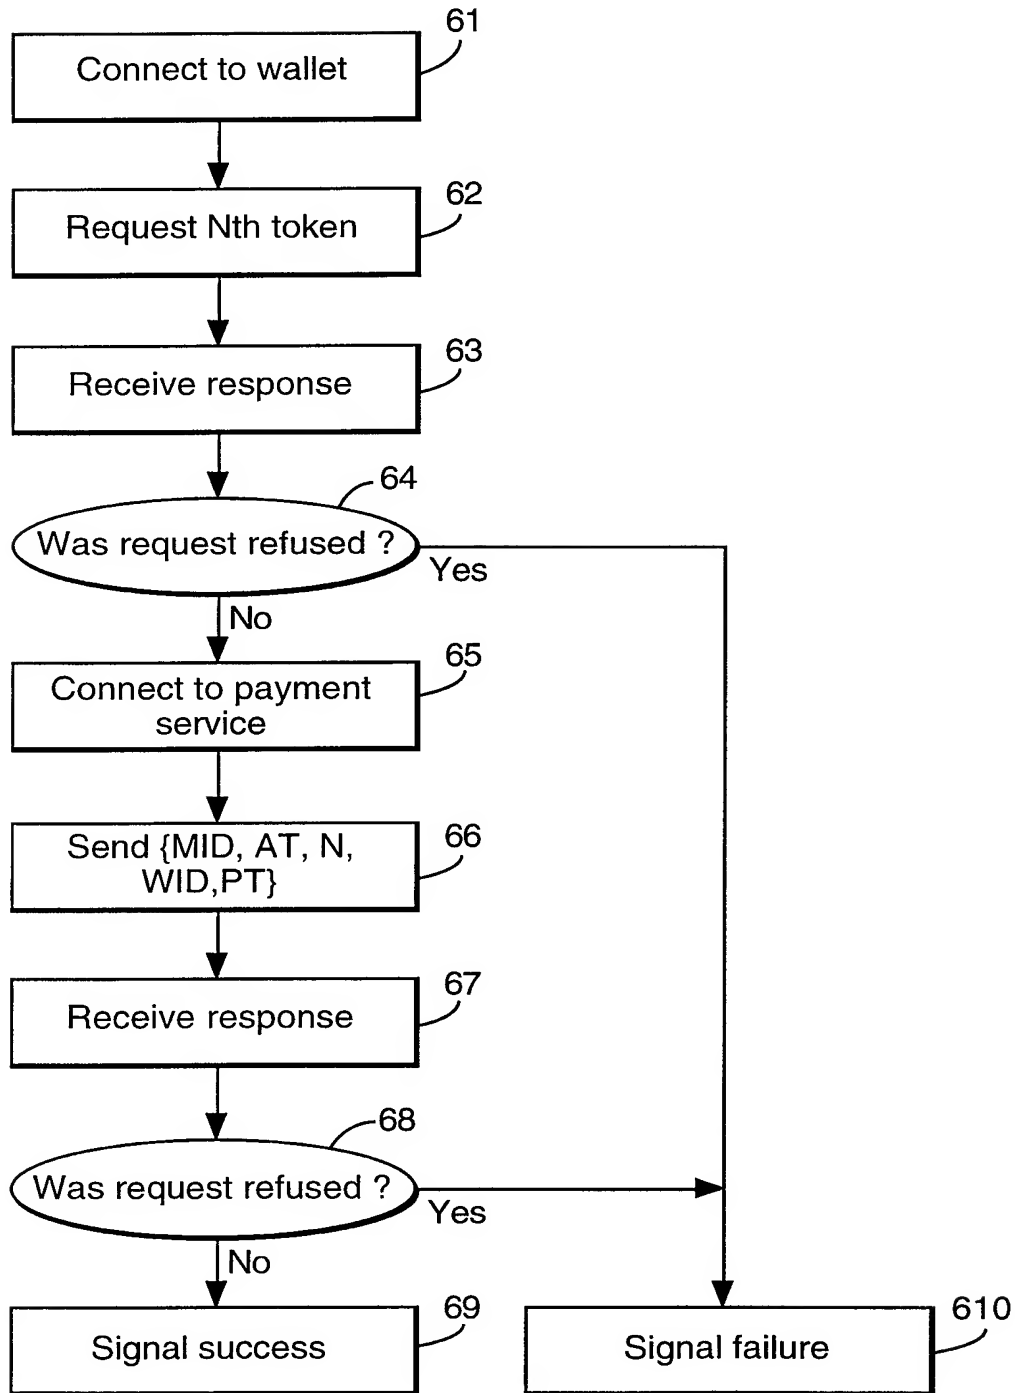 61
Connect to wallet
62
Request Nth token
63
Receive response
64
Was request refused ?
Yes
No
65
Connect to payment
service
66
Send {MID, AT, N,
WID,PT}
67
Receive response
68
Was request refused ?
Yes
No
69
Signal success
610
Signal failure